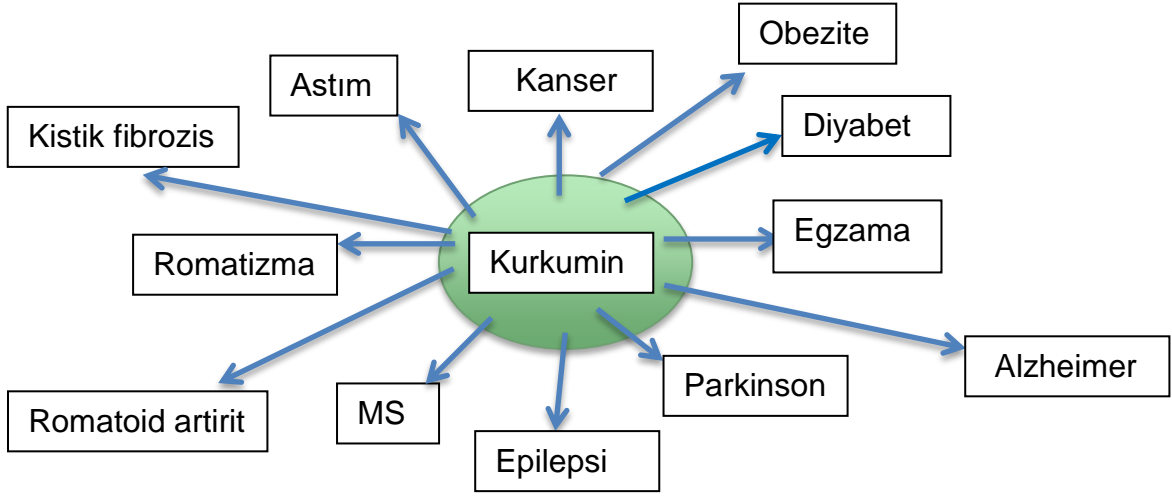 Obezite
Kanser
Astım
Diyabet
Kistik fibrozis
Egzama
Romatizma
Kurkumin
Alzheimer
Parkinson
MS
Romatoid artirit
Epilepsi